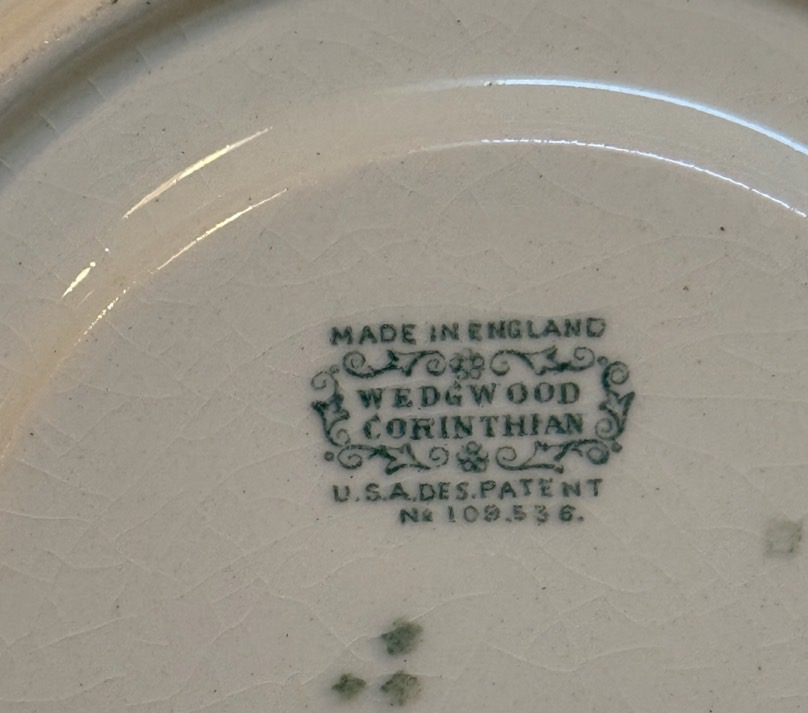 MADE IN ENGLAND
WEDGWOOD
CORINTHIAN
U.S.A.DES.PATENT
No 109.536.